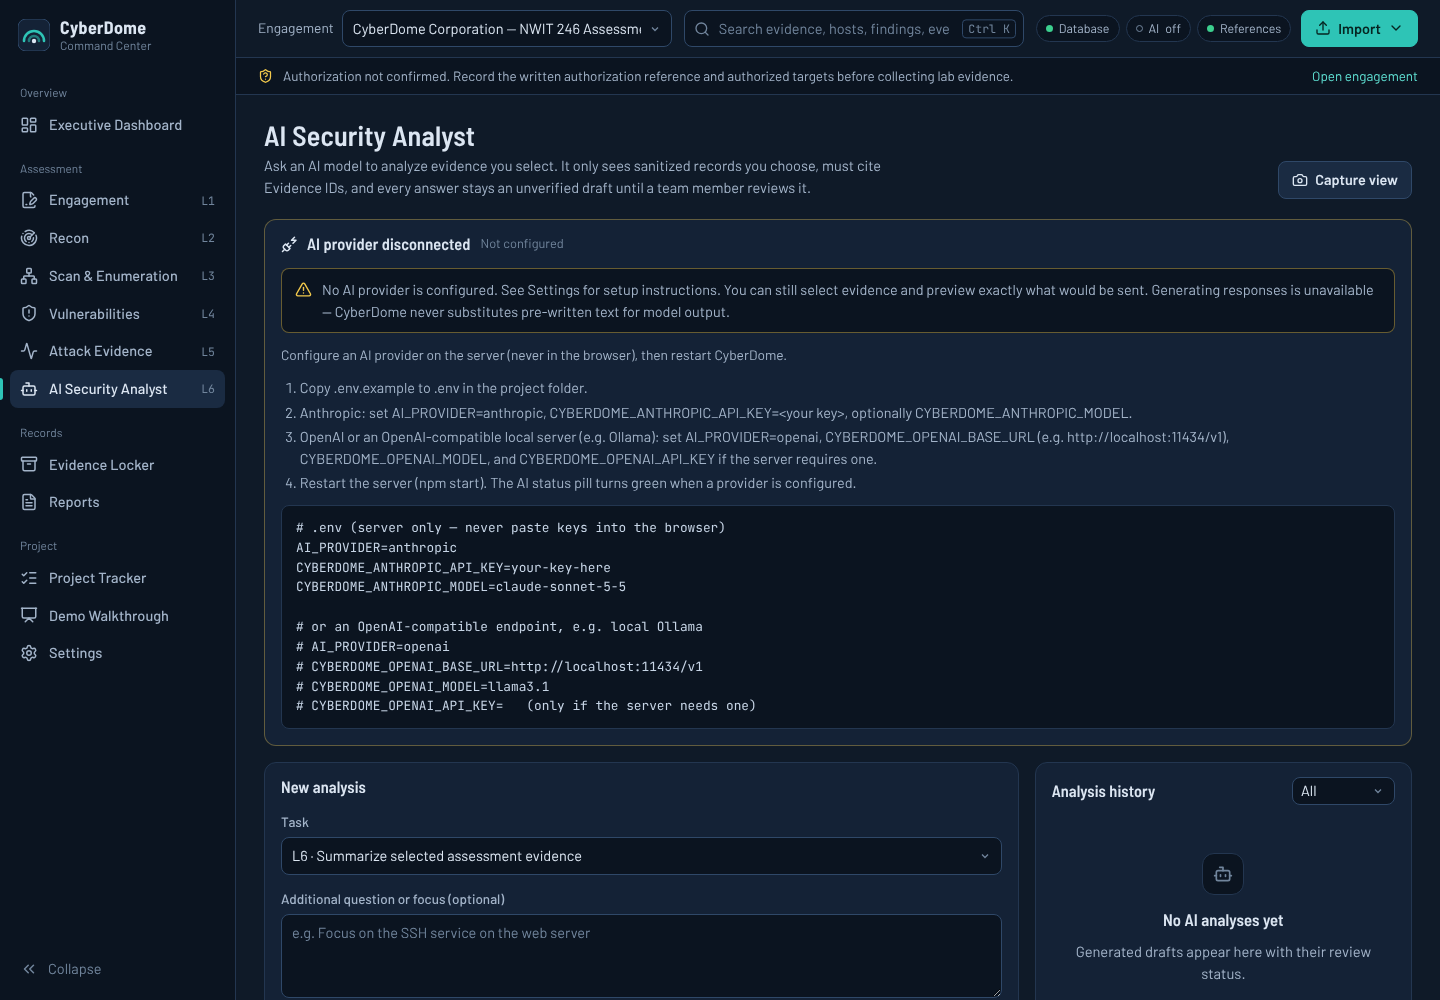 CyberDome
Command Center
Engagement
CyberDome Corporation — NWIT 246 Assessm
Search evidence, hosts, findings, eve
Ctrl K
Database
AI off
References
Import
Authorization not confirmed. Record the written authorization reference and authorized targets before collecting lab evidence.
Open engagement
Overview
Executive Dashboard
Assessment
Engagement L1
Recon L2
Scan & Enumeration L3
Vulnerabilities L4
Attack Evidence L5
AI Security Analyst L6
Records
Evidence Locker
Reports
Project
Project Tracker
Demo Walkthrough
Settings
Collapse
AI Security Analyst
Ask an AI model to analyze evidence you select. It only sees sanitized records you choose, must cite
Evidence IDs, and every answer stays an unverified draft until a team member reviews it.
Capture view
AI provider disconnected Not configured
No AI provider is configured. See Settings for setup instructions. You can still select evidence and preview exactly what would be sent. Generating responses is unavailable
— CyberDome never substitutes pre-written text for model output.
Configure an AI provider on the server (never in the browser), then restart CyberDome.
1. Copy .env.example to .env in the project folder.
2. Anthropic: set AI_PROVIDER=anthropic, CYBERDOME_ANTHROPIC_API_KEY=<your key>, optionally CYBERDOME_ANTHROPIC_MODEL.
3. OpenAI or an OpenAI-compatible local server (e.g. Ollama): set AI_PROVIDER=openai, CYBERDOME_OPENAI_BASE_URL (e.g. http://localhost:11434/v1),
CYBERDOME_OPENAI_MODEL, and CYBERDOME_OPENAI_API_KEY if the server requires one.
4. Restart the server (npm start). The AI status pill turns green when a provider is configured.
# .env (server only — never paste keys into the browser)
AI_PROVIDER=anthropic
CYBERDOME_ANTHROPIC_API_KEY=your-key-here
CYBERDOME_ANTHROPIC_MODEL=claude-sonnet-5-5
# or an OpenAI-compatible endpoint, e.g. local Ollama
# AI_PROVIDER=openai
# CYBERDOME_OPENAI_BASE_URL=http://localhost:11434/v1
# CYBERDOME_OPENAI_MODEL=llama3.1
# CYBERDOME_OPENAI_API_KEY=   (only if the server needs one)
New analysis
Task
L6 · Summarize selected assessment evidence
Additional question or focus (optional)
e.g. Focus on the SSH service on the web server
Analysis history
All
No AI analyses yet
Generated drafts appear here with their review
status.